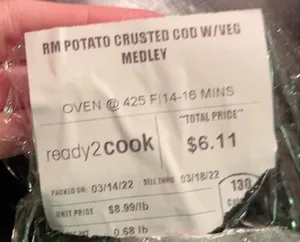 RM POTATO CRUSTED COD W/VEG
MEDLEY
OVEN @ 425 F|14-16 MINS
"TOTAL PRICE"
ready2cook $6.11
PACKED ON: 03/14/22 SELL THRU 03/18/22
UNIT PRICE $8.99/lb 130
0.68 lb